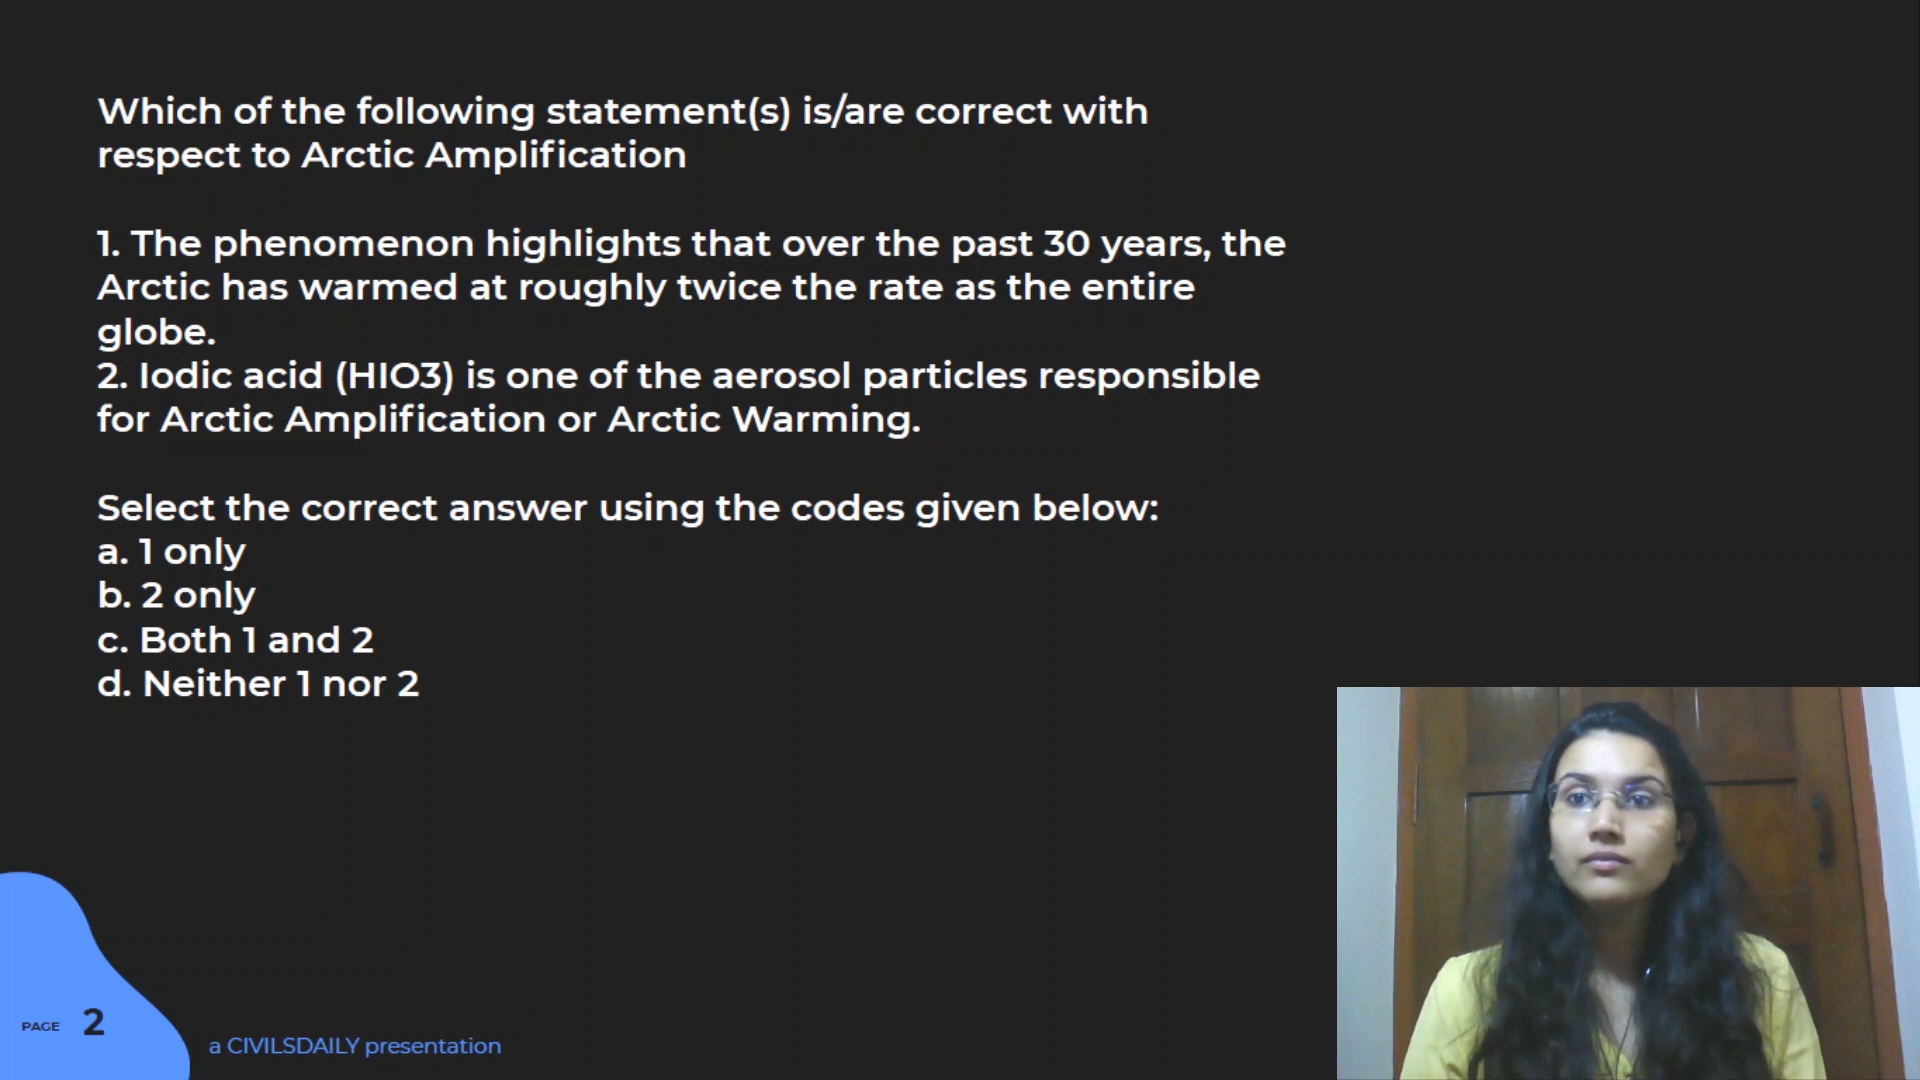 Which of the following statement(s) is/are correct with
respect to Arctic Amplification
1. The phenomenon highlights that over the past 30 years, the
Arctic has warmed at roughly twice the rate as the entire
globe.
2. Iodic acid (HIO3) is one of the aerosol particles responsible
for Arctic Amplification or Arctic Warming.
Select the correct answer using the codes given below:
a. 1 only
b. 2 only
c. Both 1 and 2
d. Neither 1 nor 2
PAGE 2
a CIVILSDAILY presentation